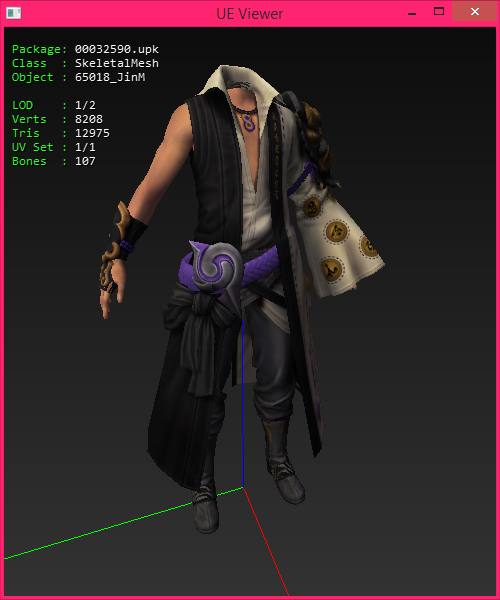 UE Viewer
Package: 00032590.upk
Class : SkeletalMesh
Object : 65018_JinM
LOD : 1/2
Verts : 8208
Tris : 12975
UV Set : 1/1
Bones : 107